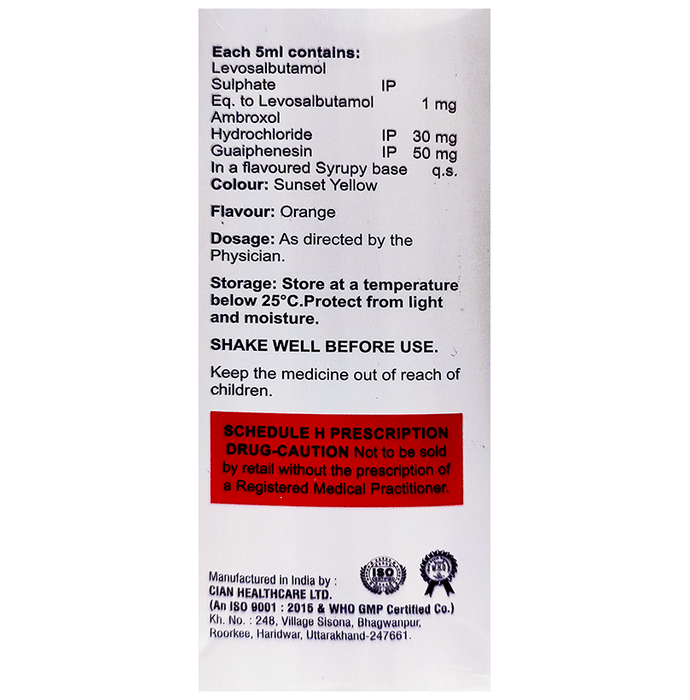 Each 5ml contains:
Levosalbutamol
Sulphate IP
Eq. to Levosalbutamol 1 mg
Ambroxol
Hydrochloride IP 30 mg
Guaiphenesin IP 50 mg
In a flavoured Syrupy base q.s.
Colour: Sunset Yellow
Flavour: Orange
Dosage: As directed by the
Physician.
Storage: Store at a temperature
below 25°C.Protect from light
and moisture.
SHAKE WELL BEFORE USE.
Keep the medicine out of reach of
children.
SCHEDULE H PRESCRIPTION
DRUG-CAUTION Not to be sold
by retail without the prescription of
a Registered Medical Practitioner.
ISO
Manufactured in India by :
CIAN HEALTHCARE LTD.
(An ISO 9001 : 2015 & WHO GMP Certified Co.)
Kh. No. : 248, Village Sisona, Bhagwanpur,
Roorkee, Haridwar, Uttarakhand-247661.